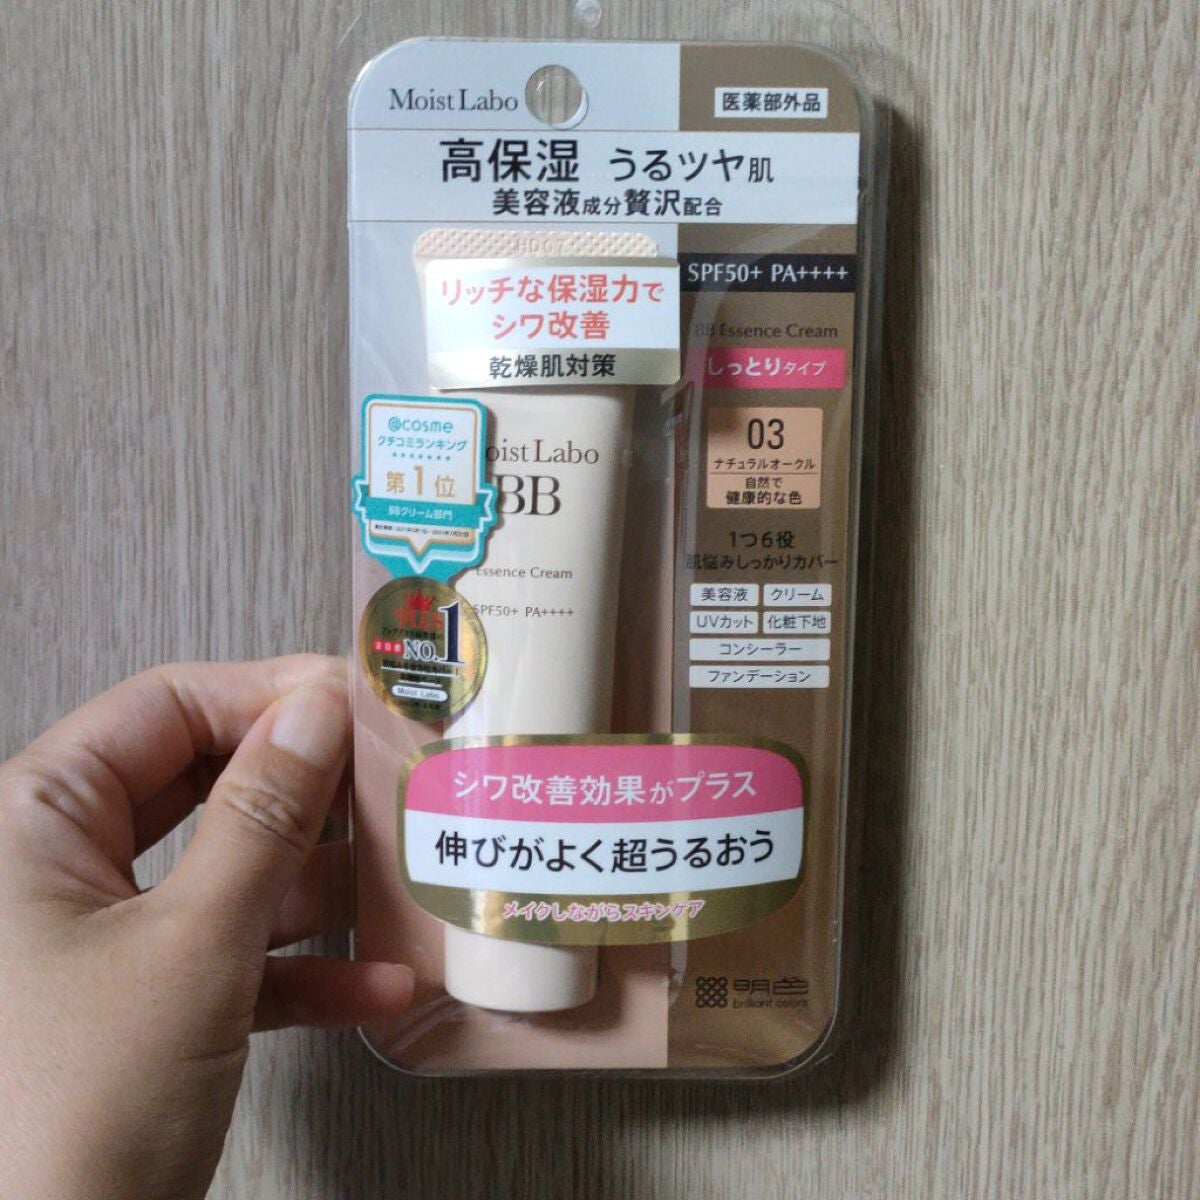 Moist Labo
医薬部外品
高保湿 うるツヤ肌
美容液成分贅沢配合
HDG7
リッチな保湿力で
シワ改善
乾燥肌対策
SPF50+ PA++++
BB Essence Cream
しっとりタイプ
03
ナチュラルオークル
自然で
健康的な色
1つ6役
肌悩みしっかりカバー
美容液 クリーム
UVカット 化粧下地
コンシーラー
ファンデーション
@cosme
クチコミランキング
第1位
BBクリーム部門
oist Labo
BB
Essence Cream
SPF50+ PA++++
NO.1
Moist Labo
シワ改善効果がプラス
伸びがよく超うるおう
メイクしながらスキンケア
明色
brilliant colors